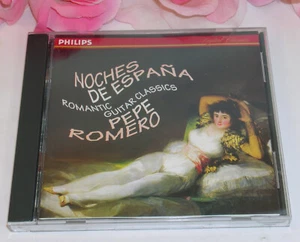 PHILIPS
NOCHES
DE ESPAÑA
ROMANTIC GUITAR CLASSICS
PEPE
ROMERO